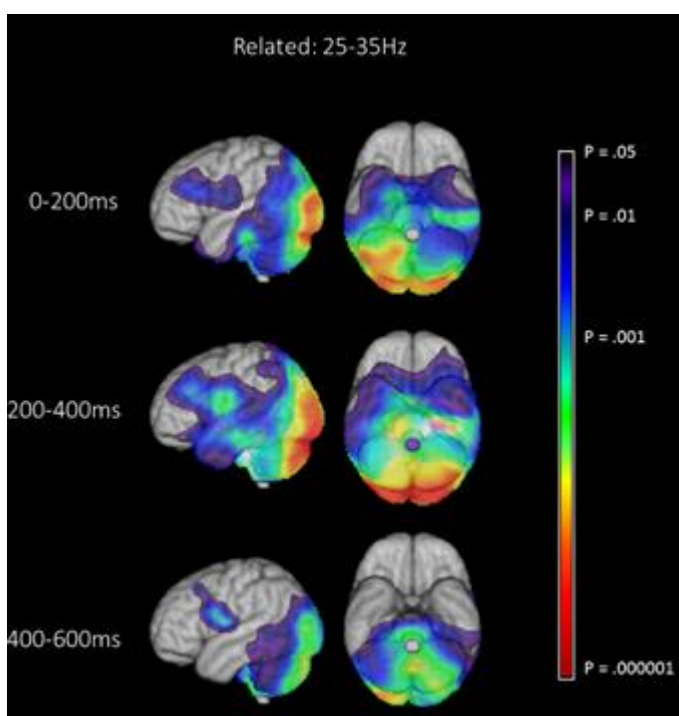 Related: 25-35Hz
0-200ms
200-400ms
400-600ms
P = .05
P = .01
P = .001
P = .000001